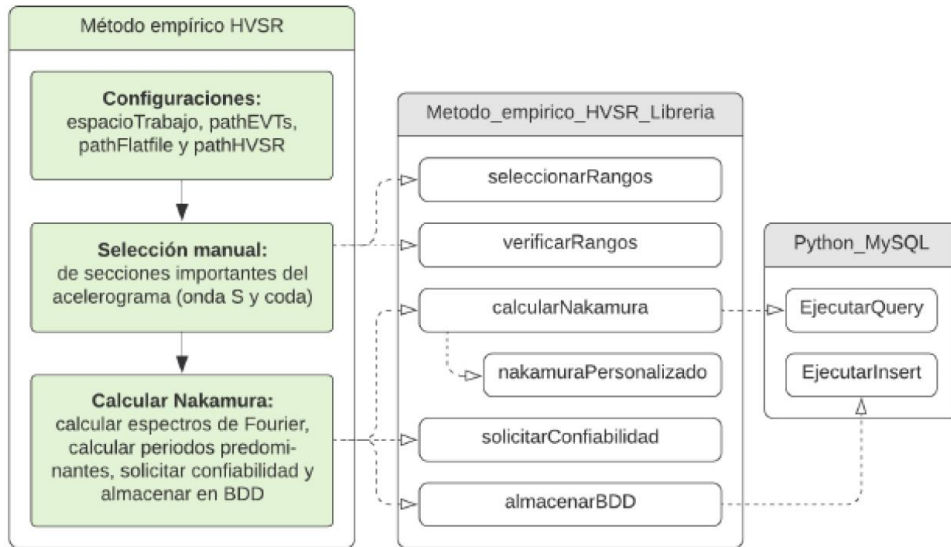 Método empírico HVSR
Configuraciones:
espacioTrabajo, pathEVTs,
pathFlatfile y pathHVSR
Selección manual:
de secciones importantes del
acelerograma (onda S y coda)
Calcular Nakamura:
calcular espectros de Fourier,
calcular periodos predomi-
nantes, solicitar confiabilidad y
almacenar en BDD
Metodo_empirico_HVSR_Libreria
seleccionarRangos
verificarRangos
calcularNakamura
nakamuraPersonalizado
solicitarConfiabilidad
almacenarBDD
Python_MySQL
EjecutarQuery
EjecutarInsert